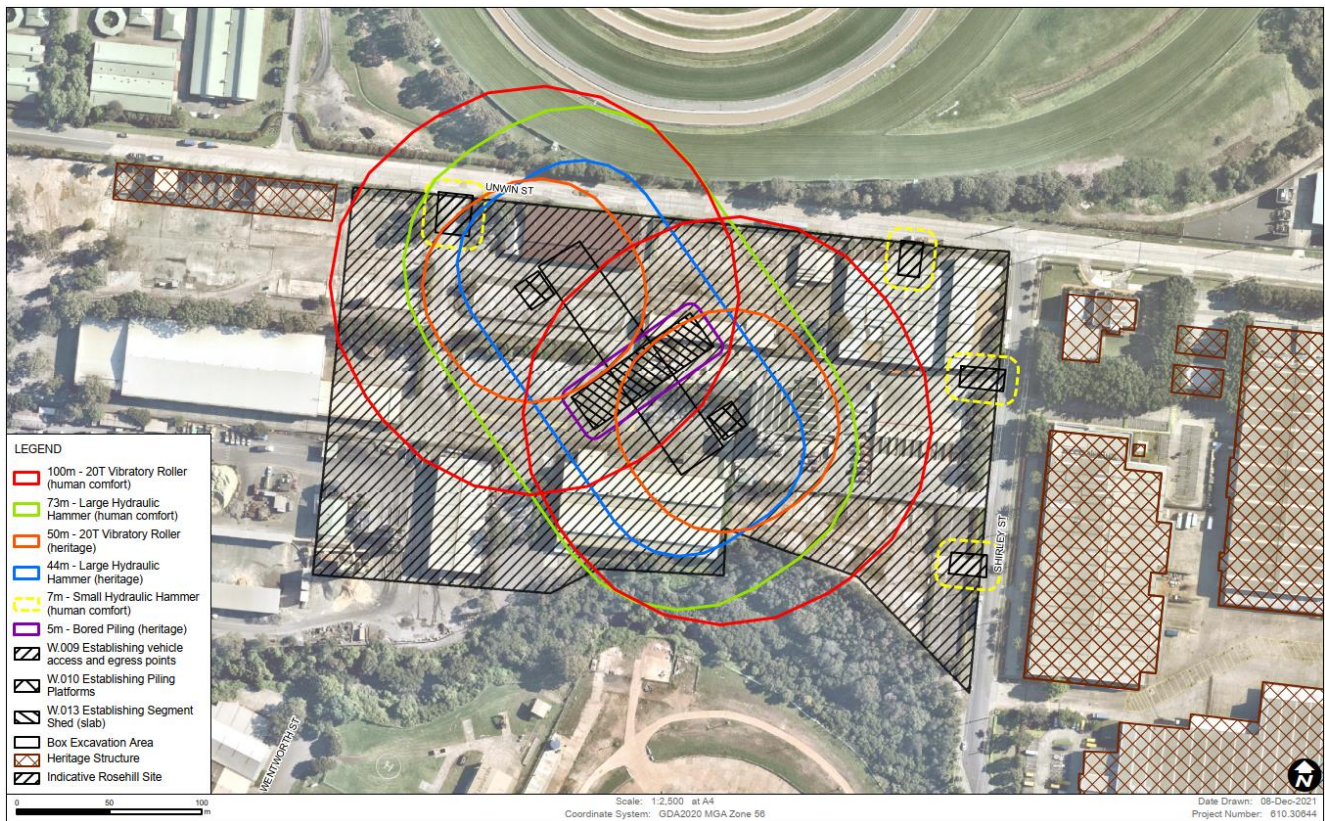 UNWIN ST
SHIRLEY ST
WENTWORTH ST
LEGEND
100m - 20T Vibratory Roller
(human comfort)
73m - Large Hydraulic
Hammer (human comfort)
50m - 20T Vibratory Roller
(heritage)
44m - Large Hydraulic
Hammer (heritage)
7m - Small Hydraulic Hammer
(human comfort)
5m - Bored Piling (heritage)
W.009 Establishing vehicle
access and egress points
W.010 Establishing Piling
Platforms
W.013 Establishing Segment
Shed (slab)
Box Excavation Area
Heritage Structure
Indicative Rosehill Site
N
0 50 100
m
Scale: 1:2,500 at A4
Coordinate System: GDA2020 MGA Zone 56
Date Drawn: 08-Dec-2021
Project Number: 610.30644